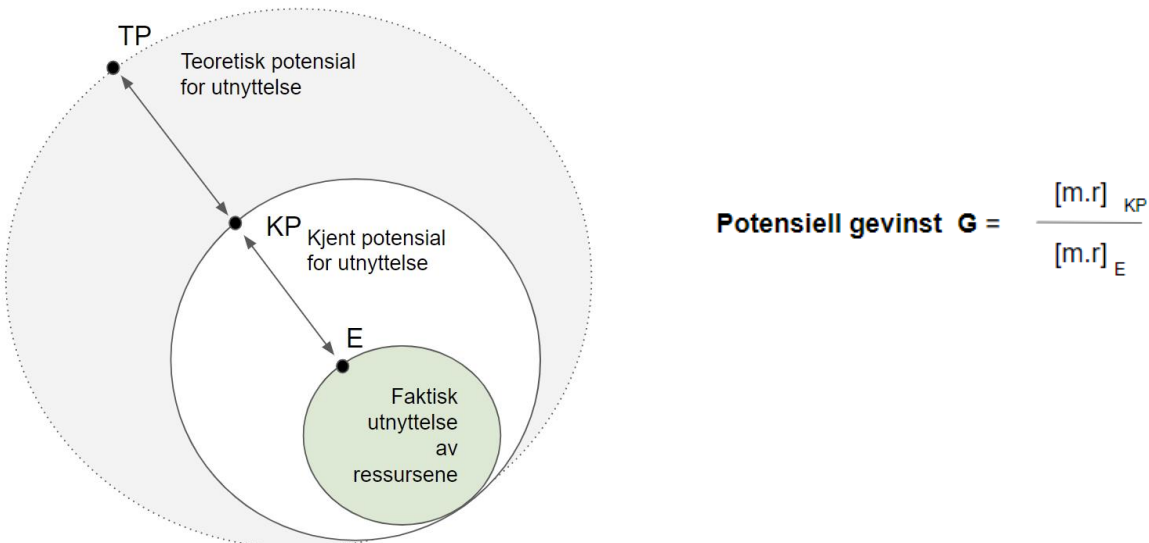 TP
Teoretisk potensial
for utnyttelse
KP
Kjent potensial
for utnyttelse
E
Faktisk
utnyttelse
av
ressursene
Potensiell gevinst G =
[m.r] KP
[m.r] E